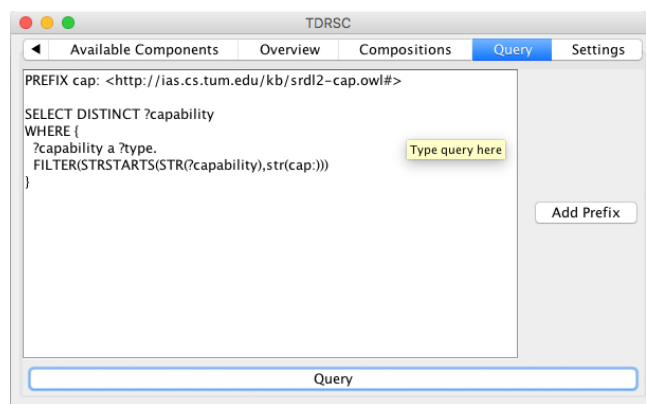 TDRSC
◀ Available Components Overview Compositions Query Settings
PREFIX cap: <http://ias.cs.tum.edu/kb/srdl2-cap.owl#>
SELECT DISTINCT ?capability
WHERE {
?capability a ?type.
Type query here
FILTER(STRSTARTS(STR(?capability),str(cap:)))
}
Add Prefix
Query